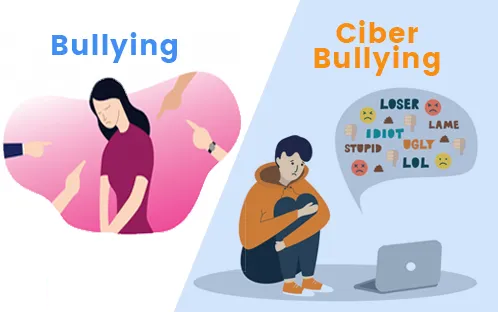 Bullying
Ciber
Bullying
LOSER
IDIOT
LAME
STUPID
UGLY
LOL